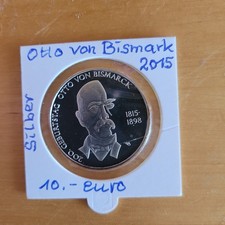 Otto von Bismark
2015
Silber
200. GEBURTSTAG OTTO VON BISMARCK
1815-
1898
10.- Euro